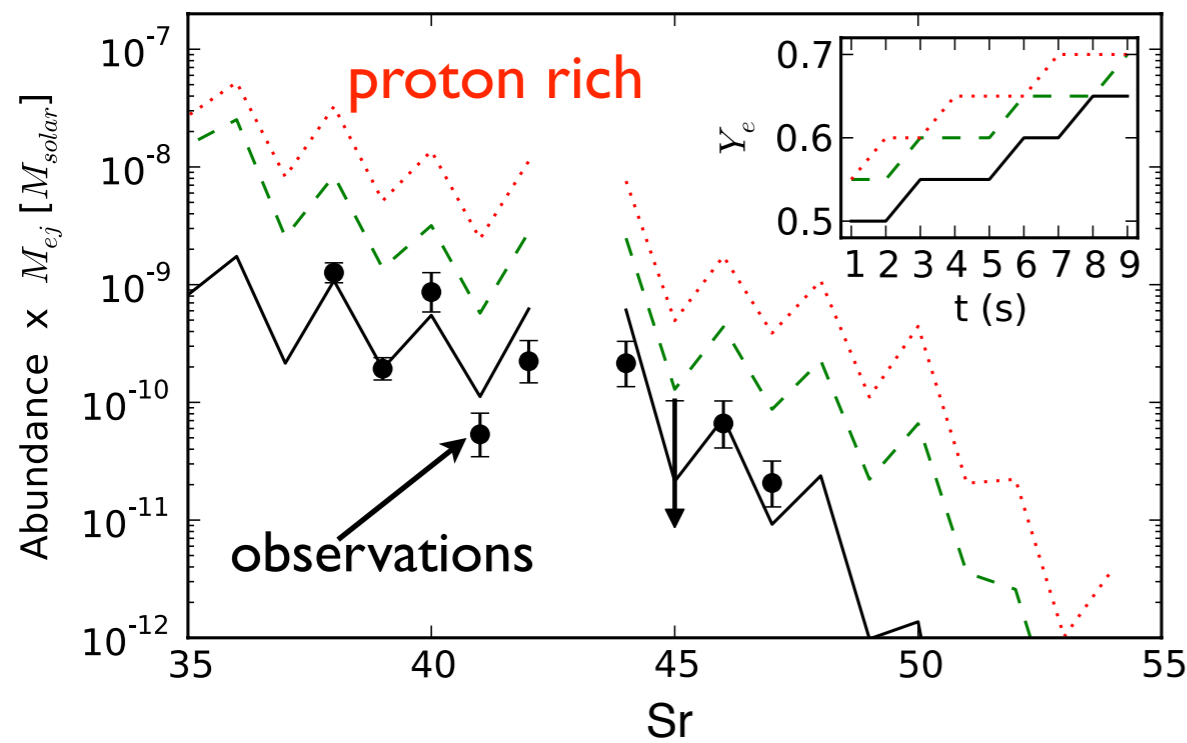 10^-7
10^-8
10^-9
10^-10
10^-11
10^-12
Abundance x M_ej [M_solar]
proton rich
observations
35 40 45 50 55
Sr
0.7
0.6
0.5
Y_e
1 2 3 4 5 6 7 8 9
t (s)